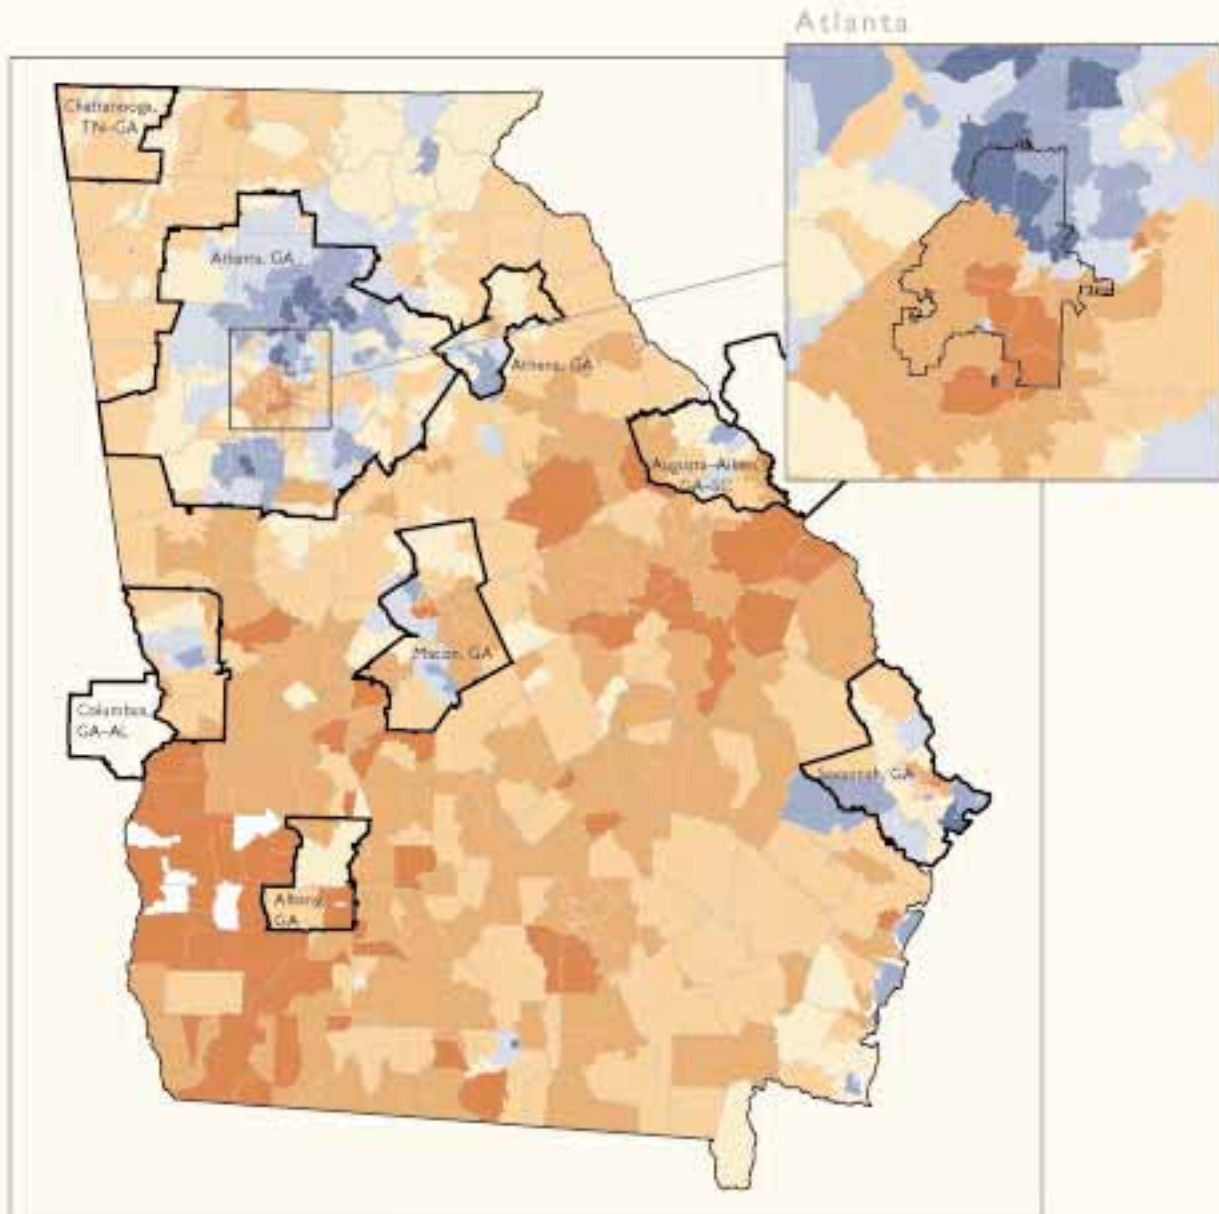 Atlanta
Chattanooga,
TN–GA
Atlanta, GA
Athens, GA
Augusta–Aiken,
GA–SC
Macon, GA
Columbus,
GA–AL
Savannah, GA
Albany,
GA